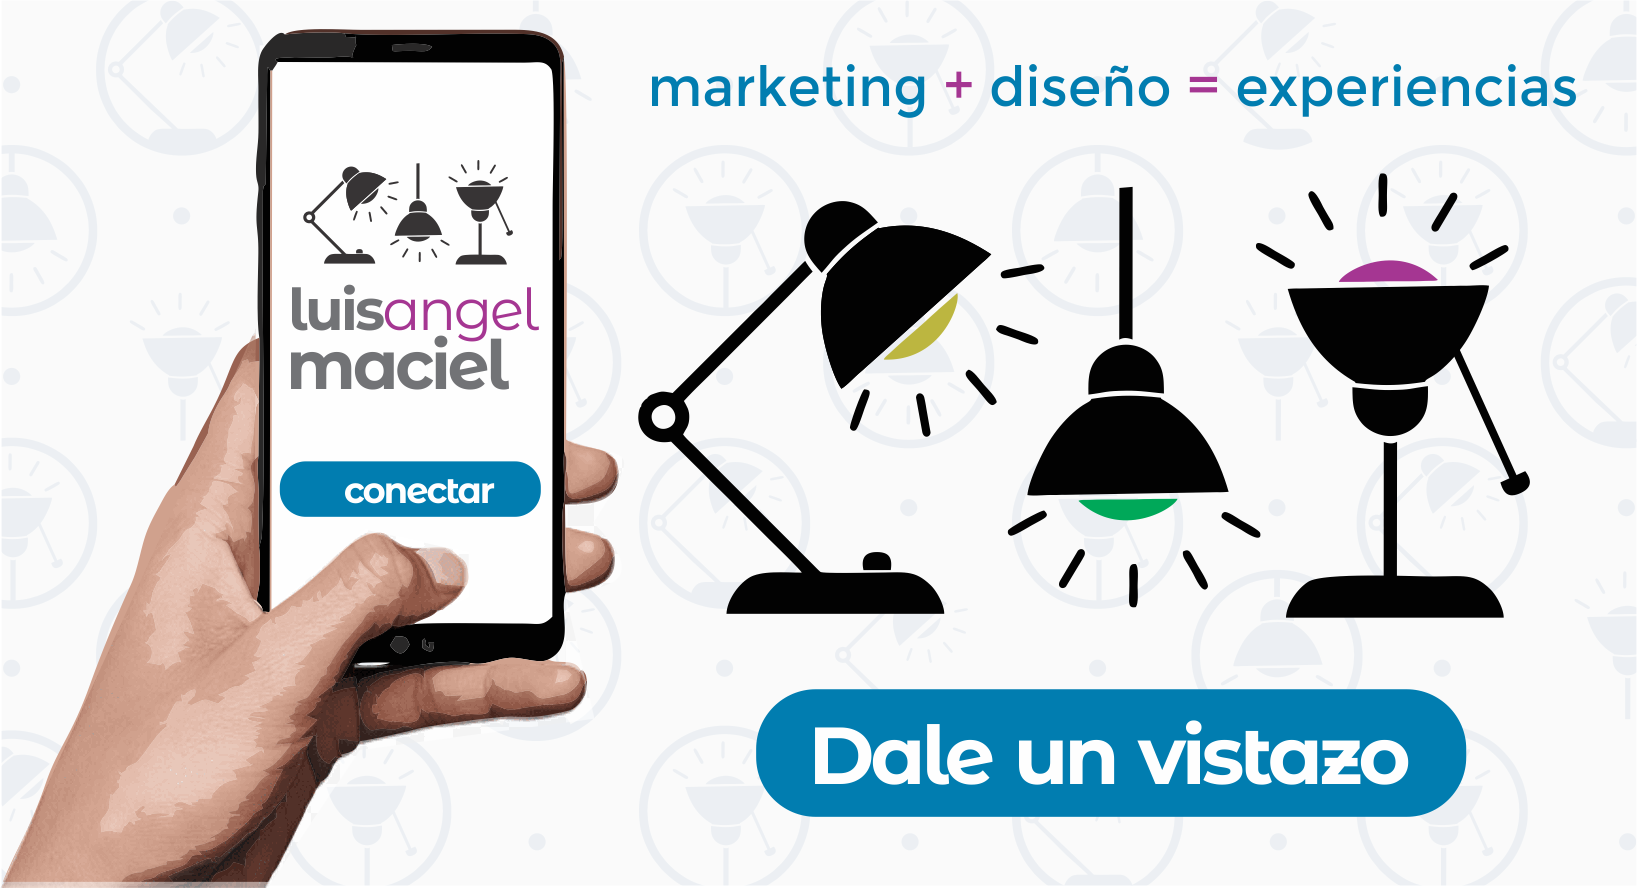 marketing + diseño = experiencias
luisangel
maciel
conectar
Dale un vistazo